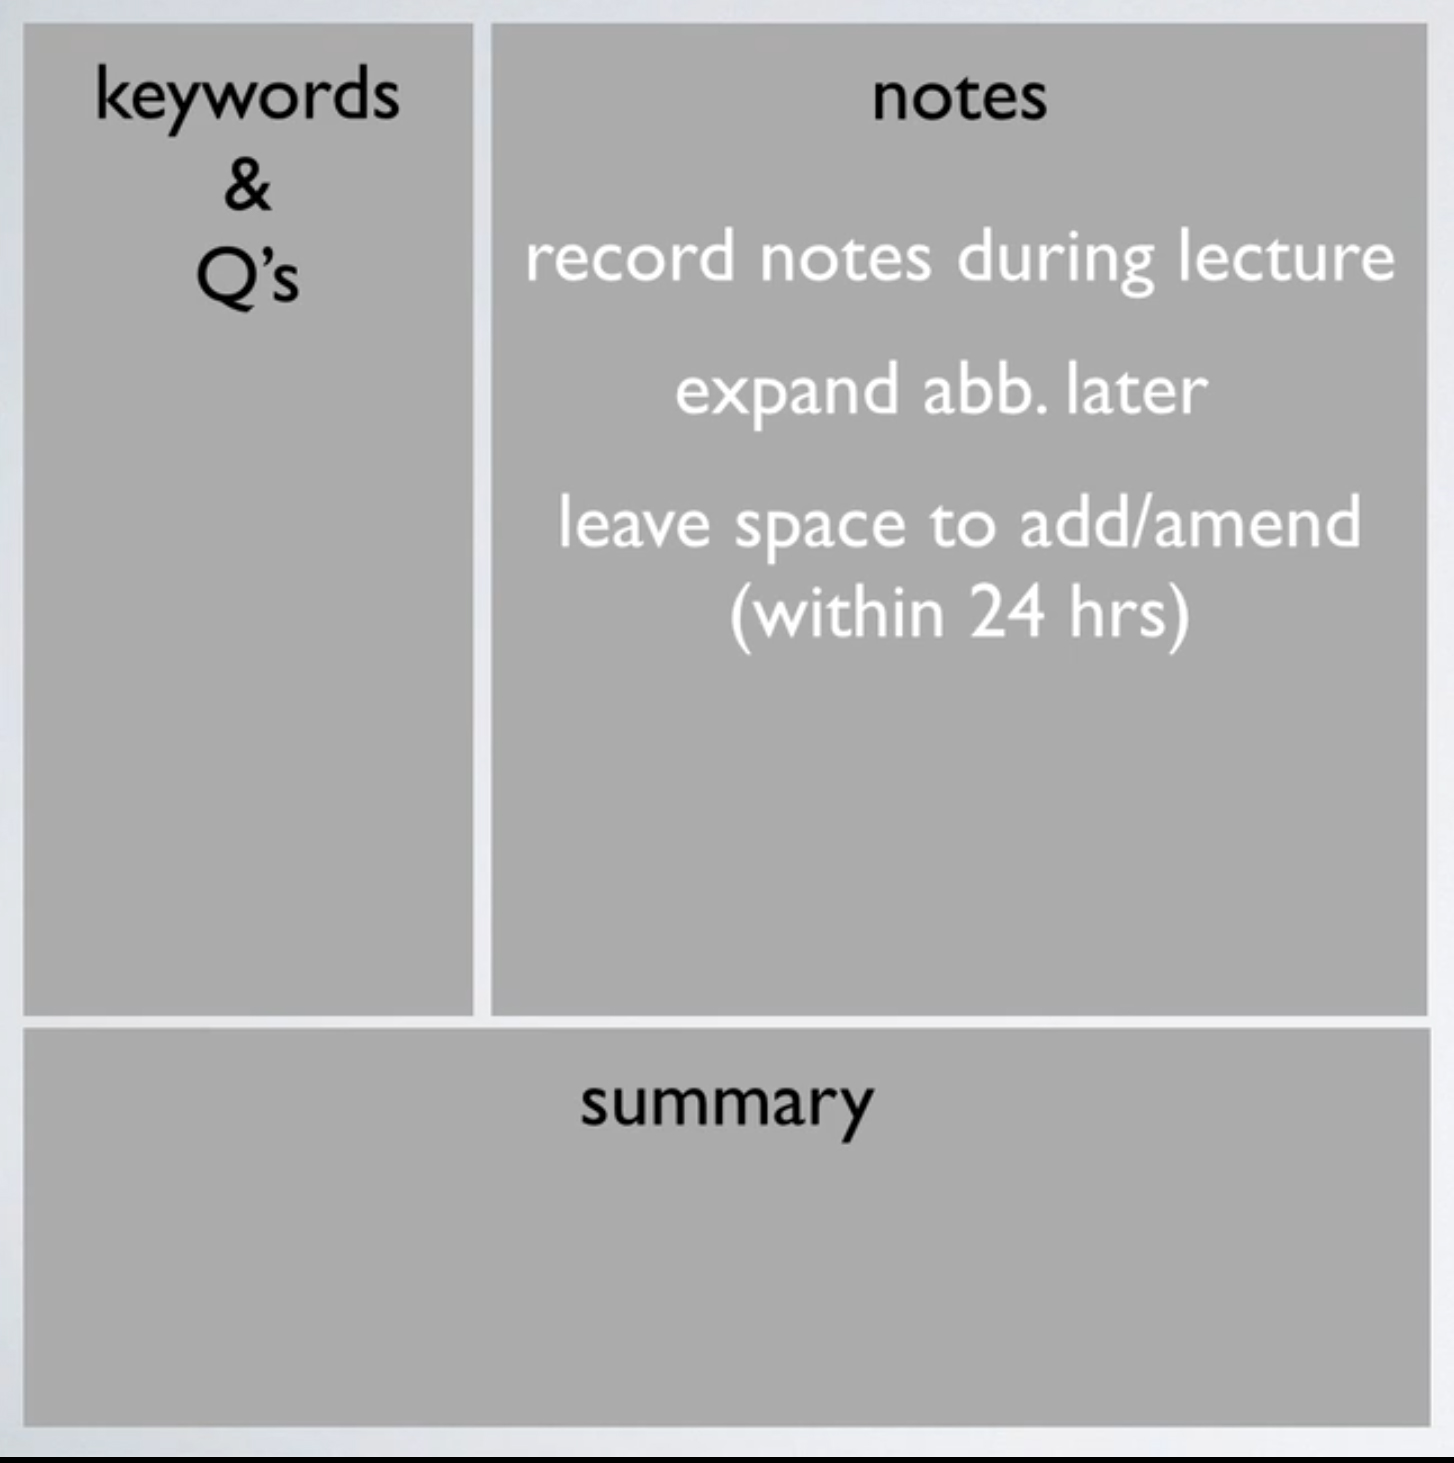 keywords
&
Q’s
notes
record notes during lecture
expand abb. later
leave space to add/amend
(within 24 hrs)
summary